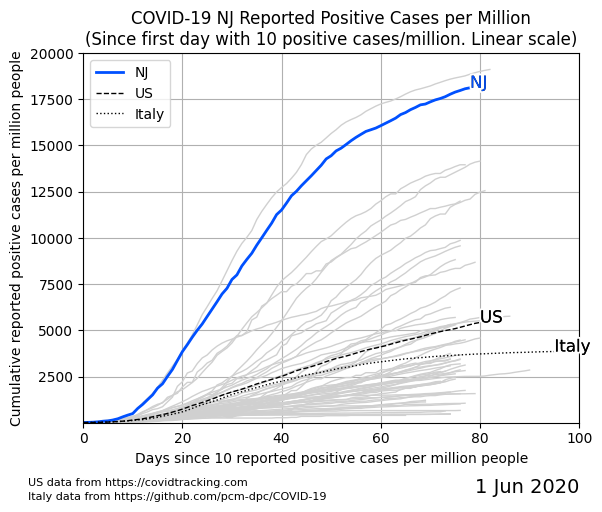 COVID-19 NJ Reported Positive Cases per Million
(Since first day with 10 positive cases/million. Linear scale)
Cumulative reported positive cases per million people
20000
17500
15000
12500
10000
7500
5000
2500
NJ
US
Italy
NJ
US
Italy
0
20
40
60
80
100
Days since 10 reported positive cases per million people
US data from https://covidtracking.com
Italy data from https://github.com/pcm-dpc/COVID-19
1 Jun 2020